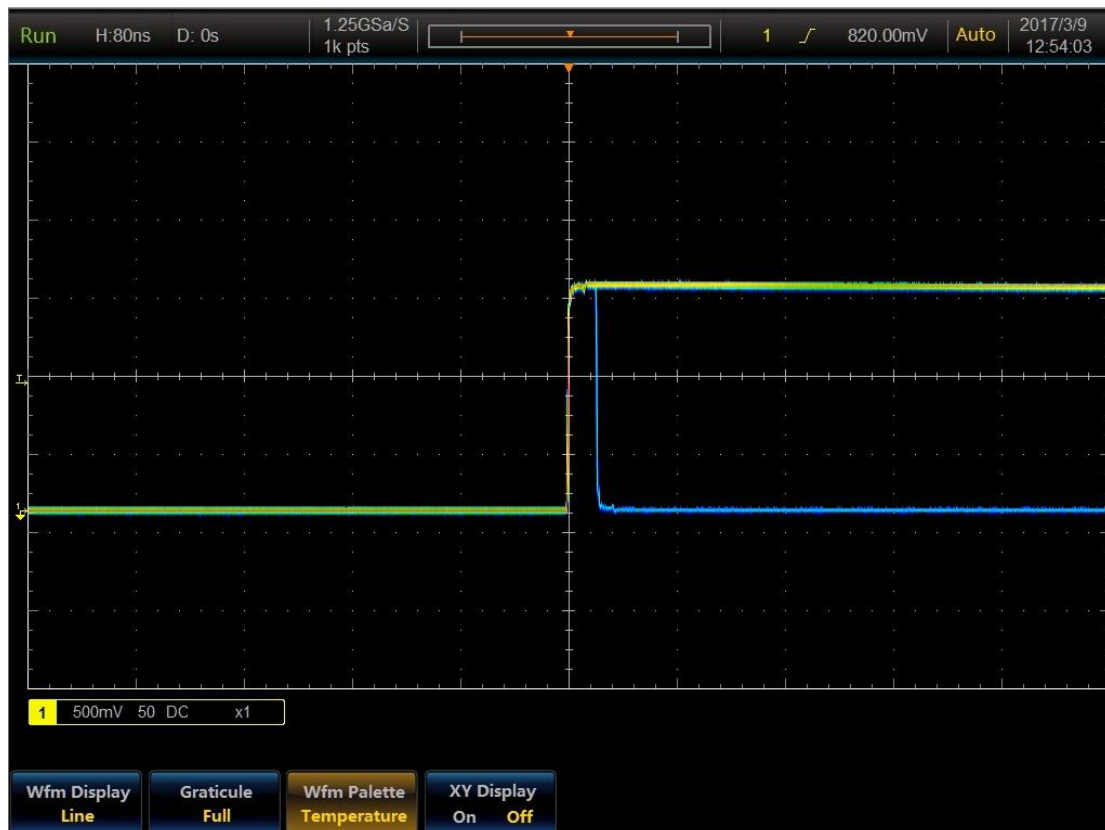 Run H:80ns D: 0s 1.25GSa/S 1 820.00mV Auto 2017/3/9
1k pts 12:54:03
T
1
1 500mV 50 DC x1
Wfm Display Graticule Wfm Palette XY Display
Line Full Temperature On Off